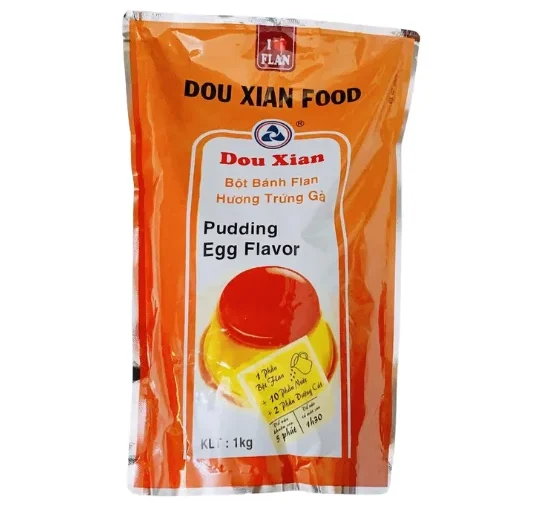 I
FLAN
DOU XIAN FOOD
®
Dou Xian
Bột Bánh Flan
Hương Trứng Gà
Pudding
Egg Flavor
1 Phần
Bột Flan
+ 10 Phần Nước
+ 2 Phần Đường Cát
5 phút
1h30
: 1kg